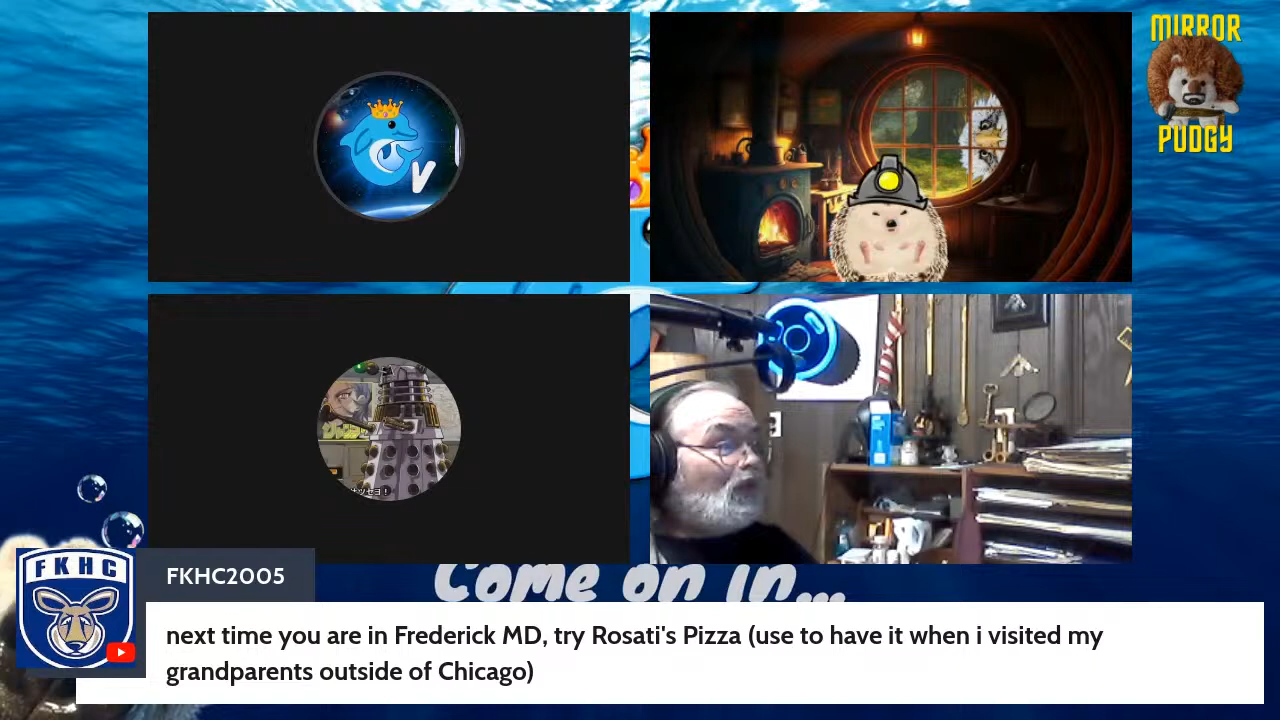 MIRROR
PUDGY
V
Come on in...
FKHC
FKHC2005
next time you are in Frederick MD, try Rosati's Pizza (use to have it when i visited my
grandparents outside of Chicago)